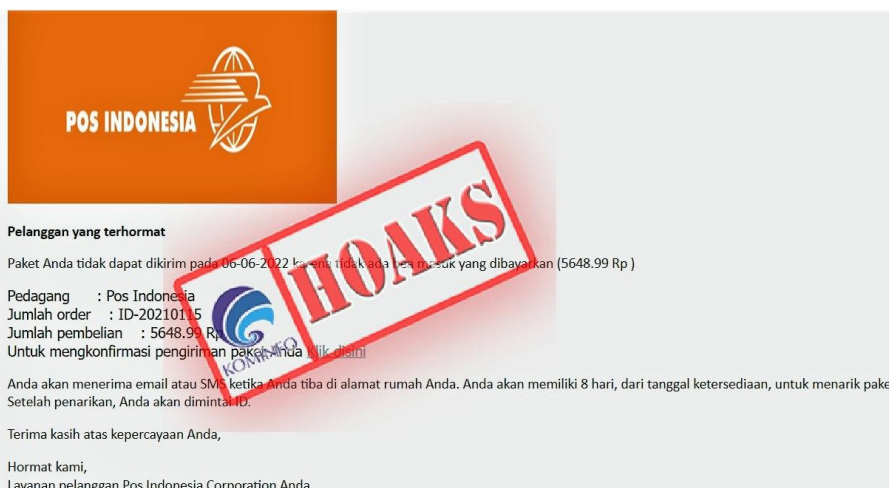 POS INDONESIA
Pelanggan yang terhormat
Paket Anda tidak dapat dikirim pada 06-06-2022 karena tidak ada bea masuk yang dibayarkan (5648.99 Rp )
HOAKS
Pedagang : Pos Indonesia
Jumlah order : ID-20210115
Jumlah pembelian : 5648.99 Rp
Untuk mengkonfirmasi pengiriman paket Anda Klik disini
KOMINFO
Anda akan menerima email atau SMS ketika Anda tiba di alamat rumah Anda. Anda akan memiliki 8 hari, dari tanggal ketersediaan, untuk menarik pake
Setelah penarikan, Anda akan dimintai ID.
Terima kasih atas kepercayaan Anda,
Hormat kami,
Layanan pelanggan Pos Indonesia Corporation Anda